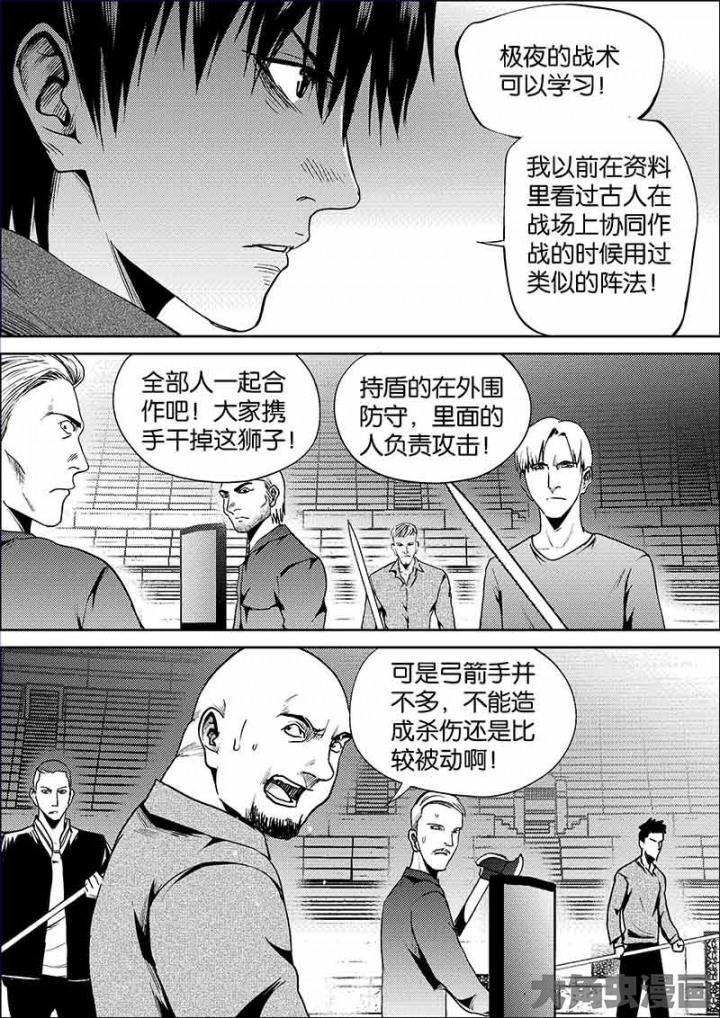 极夜的战术
可以学习！
我以前在资料
里看过古人在
战场上协同作
战的时候用过
类似的阵法！
全部人一起合
作吧！大家携
手干掉这狮子！
持盾的在外围
防守，里面的
人负责攻击！
可是弓箭手并
不多，不能造
成杀伤还是比
较被动啊！
大角虫漫画